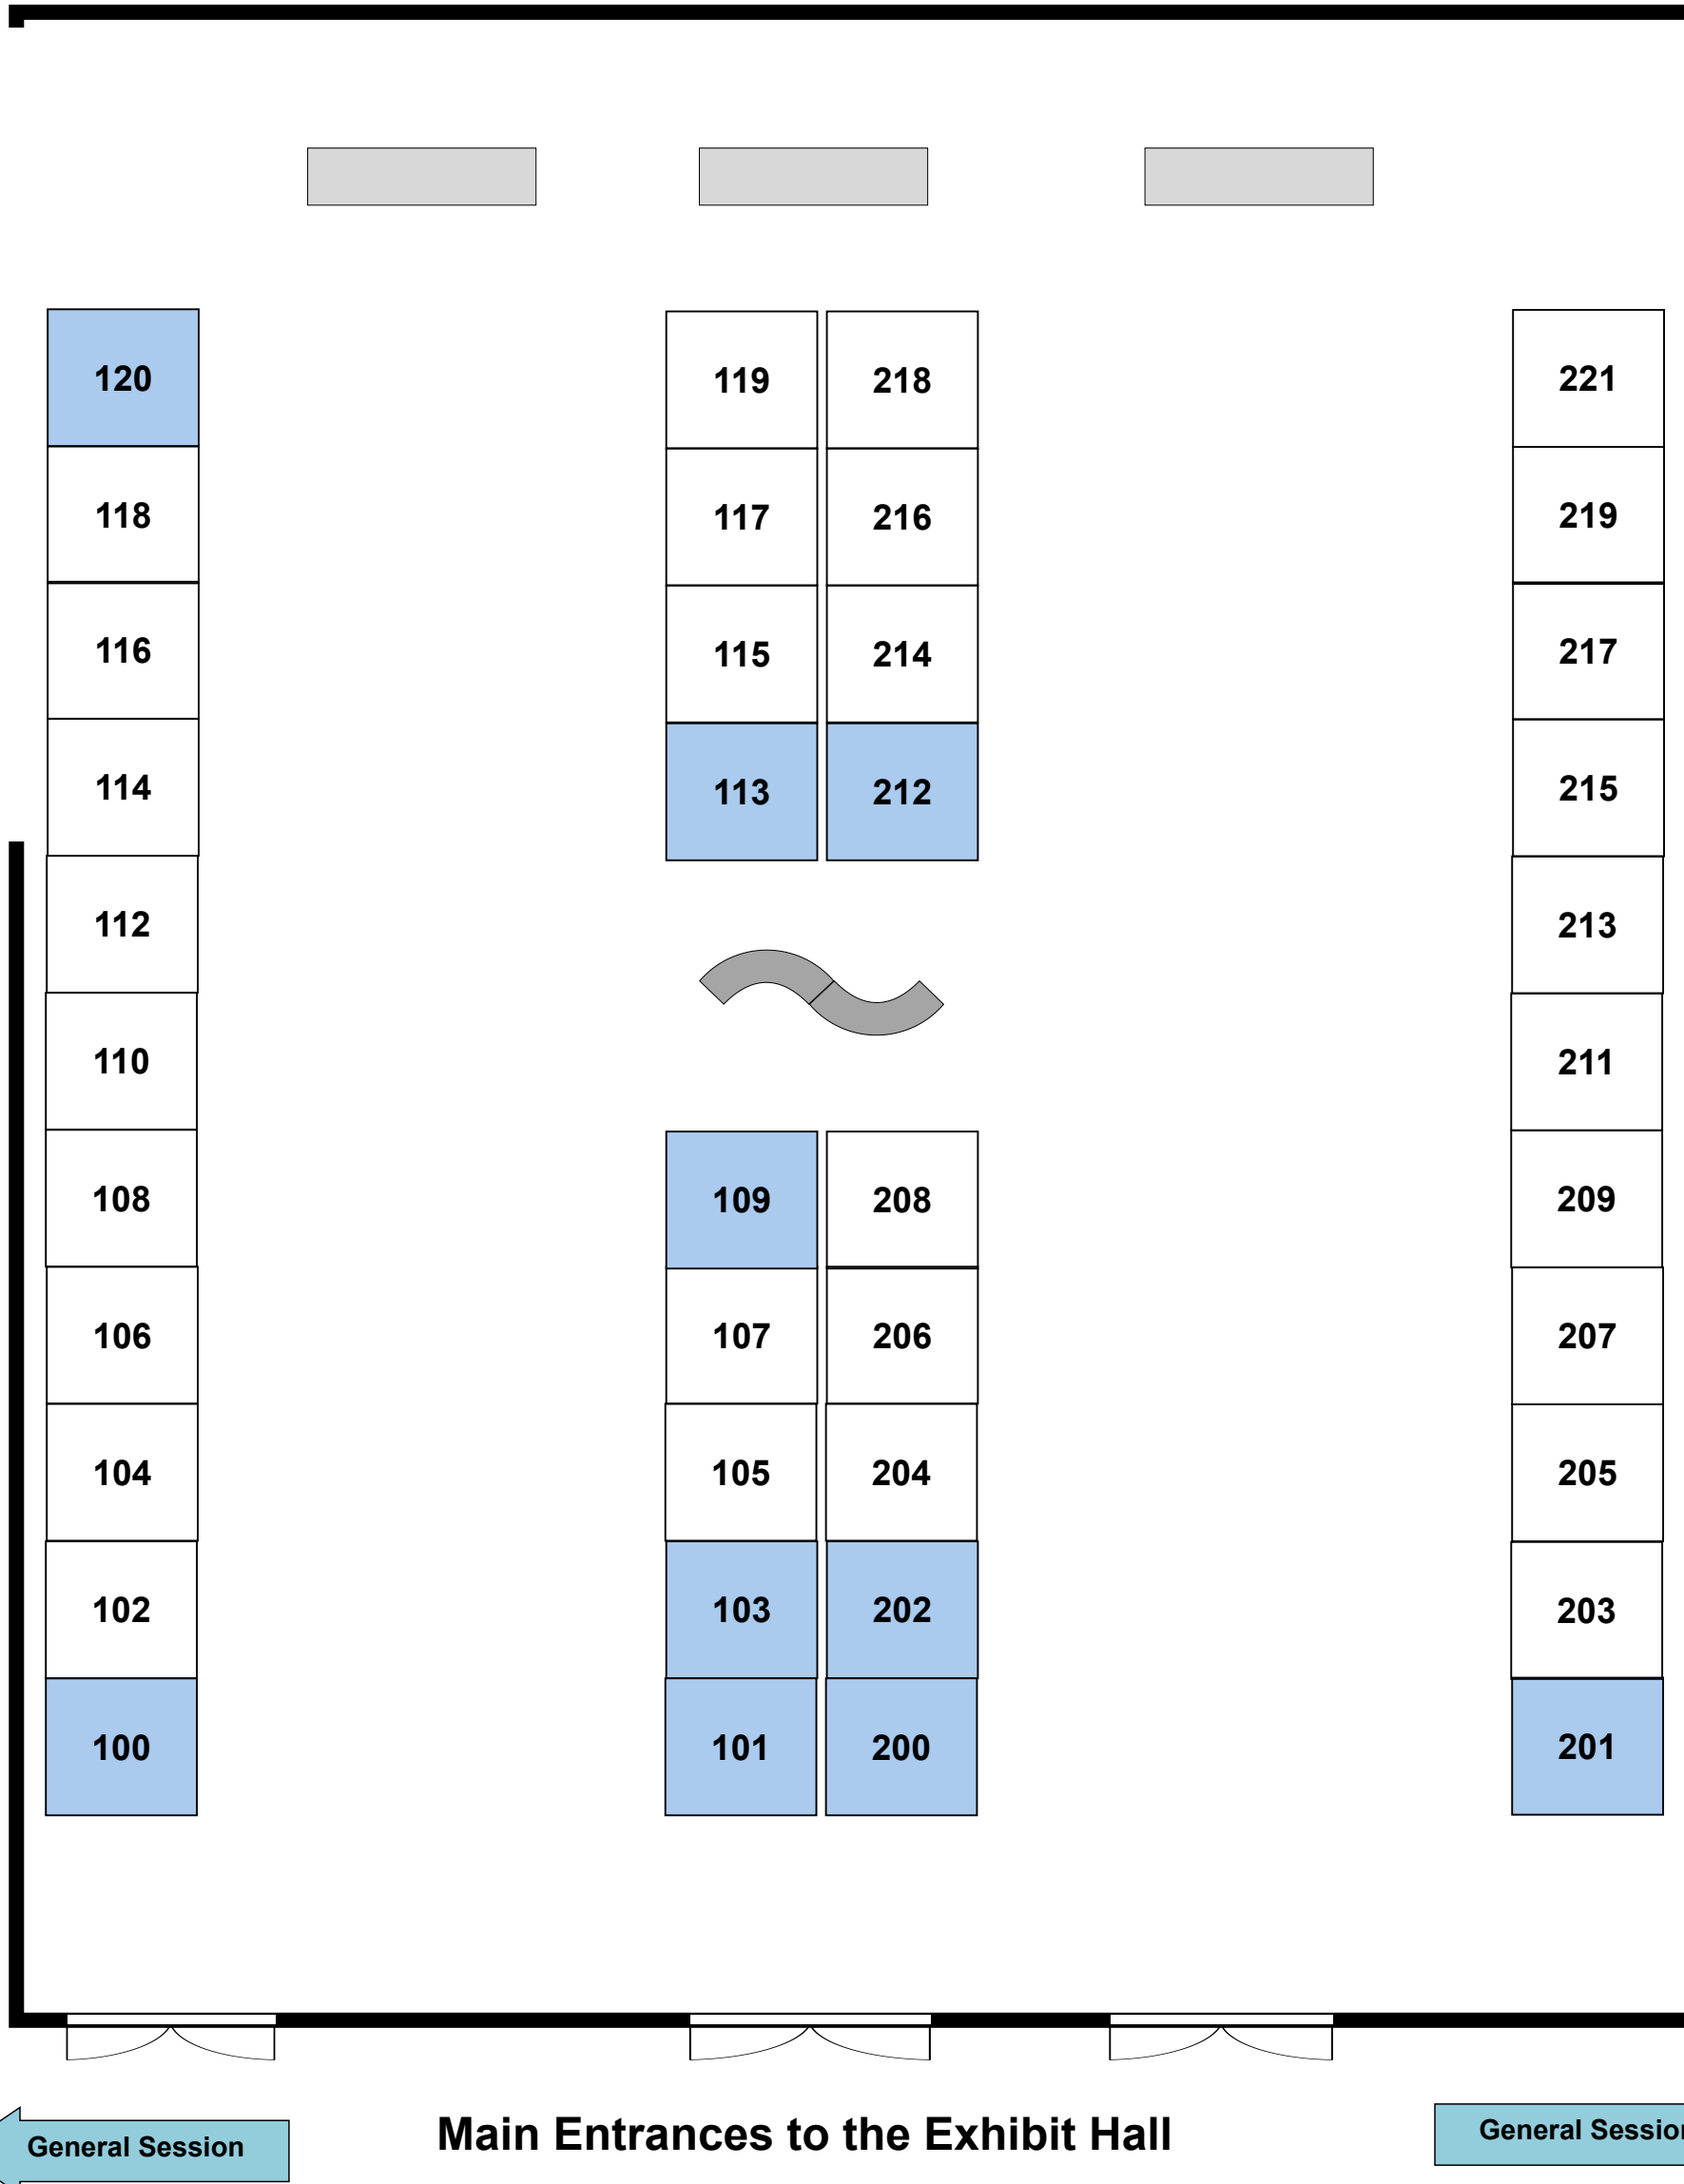 120 119 218 221
118 117 216 219
116 115 214 217
114 113 212 215
112 213
110 211
108 109 208 209
106 107 206 207
104 105 204 205
102 103 202 203
100 101 200 201
Main Entrances to the Exhibit Hall
General Session
General